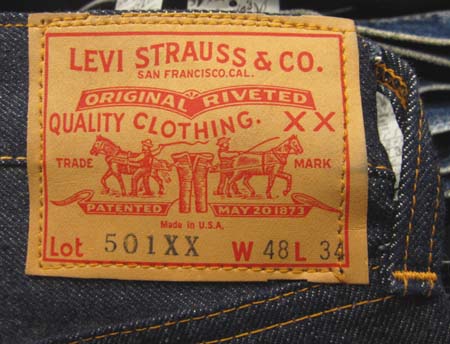 LEVI STRAUSS & CO.
SAN FRANCISCO.CAL.
ORIGINAL RIVETED
QUALITY CLOTHING. XX
TRADE MARK
PATENTED MAY 20 1873
Made in U.S.A.
Lot 501XX W 48 L 34